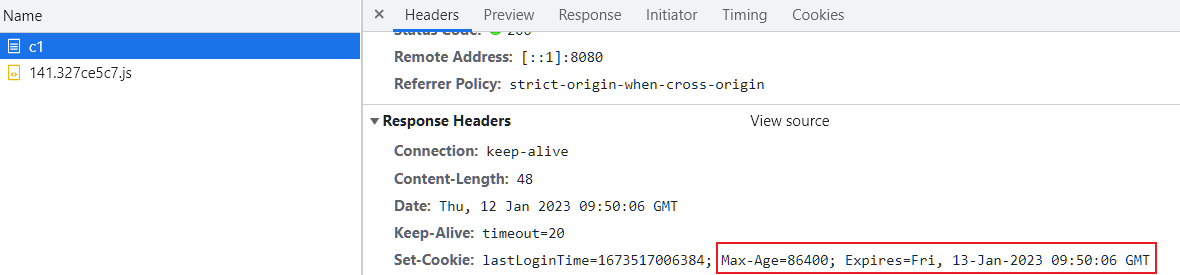 Name
c1
141.327ce5c7.js
× Headers Preview Response Initiator Timing Cookies
Status Code: 200
Remote Address: [::1]:8080
Referrer Policy: strict-origin-when-cross-origin
Response Headers View source
Connection: keep-alive
Content-Length: 48
Date: Thu, 12 Jan 2023 09:50:06 GMT
Keep-Alive: timeout=20
Set-Cookie: lastLoginTime=1673517006384; Max-Age=86400; Expires=Fri, 13-Jan-2023 09:50:06 GMT